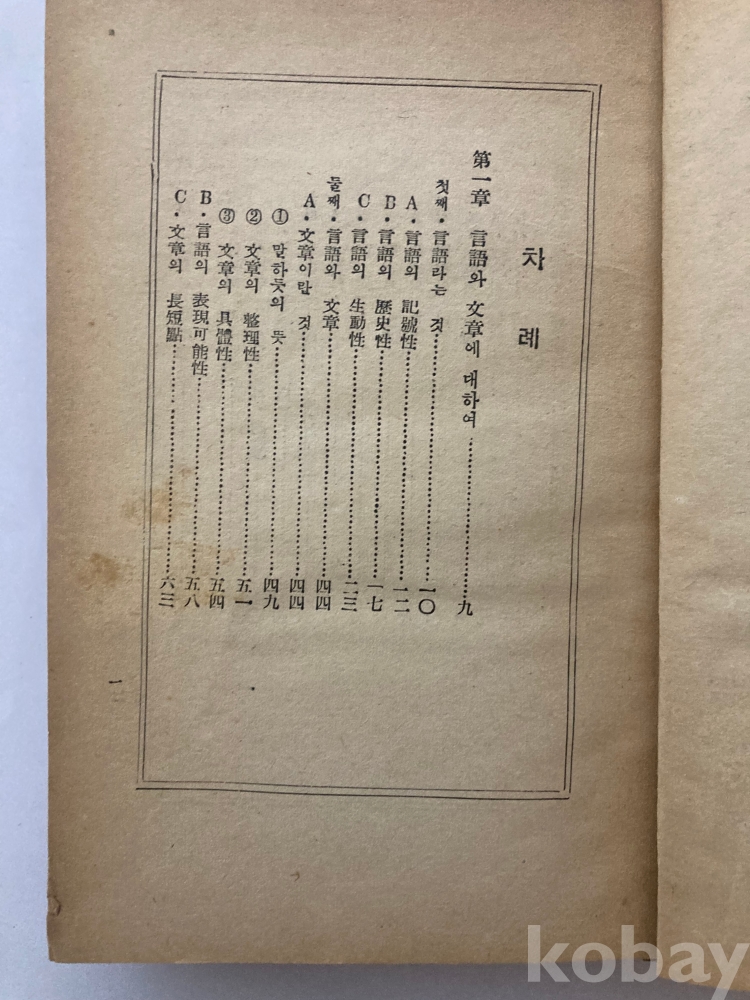 차례
第一章 言語와 文章에 대하여……九
첫째·言語라는 것……一〇
A·言語의 記號性……一二
B·言語의 歷史性……一七
C·言語의 生動性……二三
둘째·言語와 文章……四四
A·文章이란 것……四四
① 말하듯의 뜻……四九
② 文章의 整理性……五一
③ 文章의 具體性……五四
B·言語의 表現可能性……五八
C·文章의 長短點……六三
一
kobay